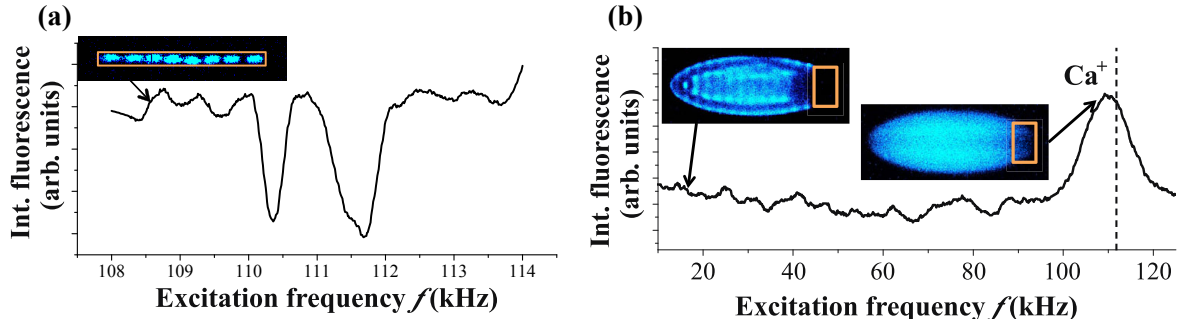 (a)
Int. fluorescence
(arb. units)
108 109 110 111 112 113 114
Excitation frequency f (kHz)
(b)
Int. fluorescence
(arb. units)
Ca⁺
20 40 60 80 100 120
Excitation frequency f (kHz)